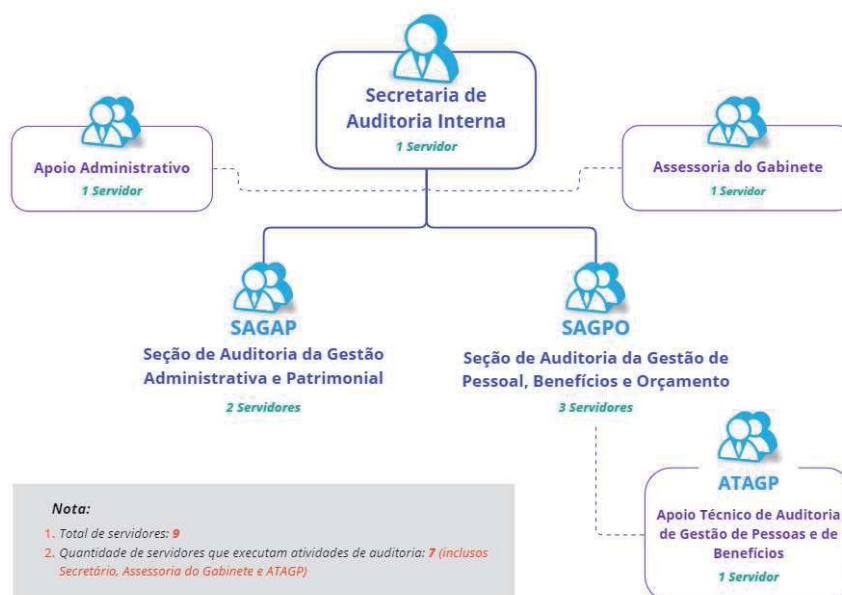 Secretaria de
Auditoria Interna
1 Servidor
Apoio Administrativo
1 Servidor
Assessoria do Gabinete
1 Servidor
SAGAP
Seção de Auditoria da Gestão
Administrativa e Patrimonial
2 Servidores
SAGPO
Seção de Auditoria da Gestão de
Pessoal, Benefícios e Orçamento
3 Servidores
ATAGP
Apoio Técnico de Auditoria
de Gestão de Pessoas e de
Benefícios
1 Servidor
Nota:
1. Total de servidores: 9
2. Quantidade de servidores que executam atividades de auditoria: 7 (inclusos
Secretário, Assessoria do Gabinete e ATAGP)